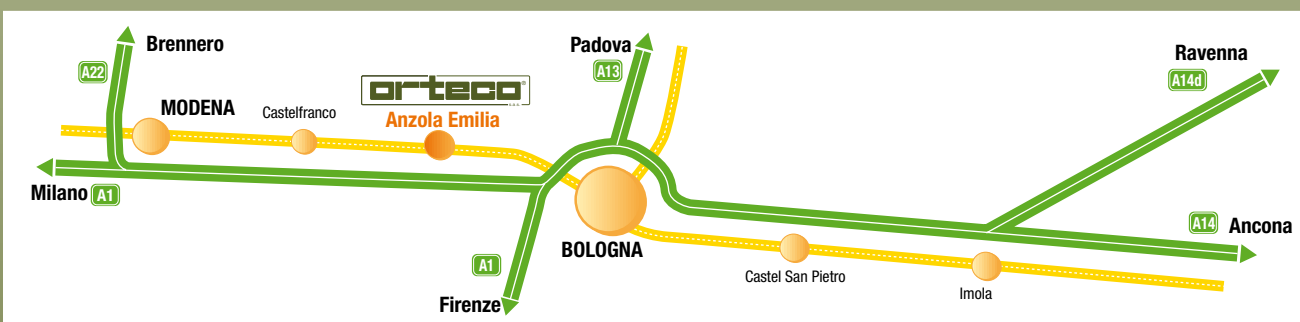 Brennero
A22
MODENA
Castelfranco
orteco®
Anzola Emilia
Padova
A13
Ravenna
A14d
Milano A1
A14 Ancona
BOLOGNA
A1
Firenze
Castel San Pietro
Imola